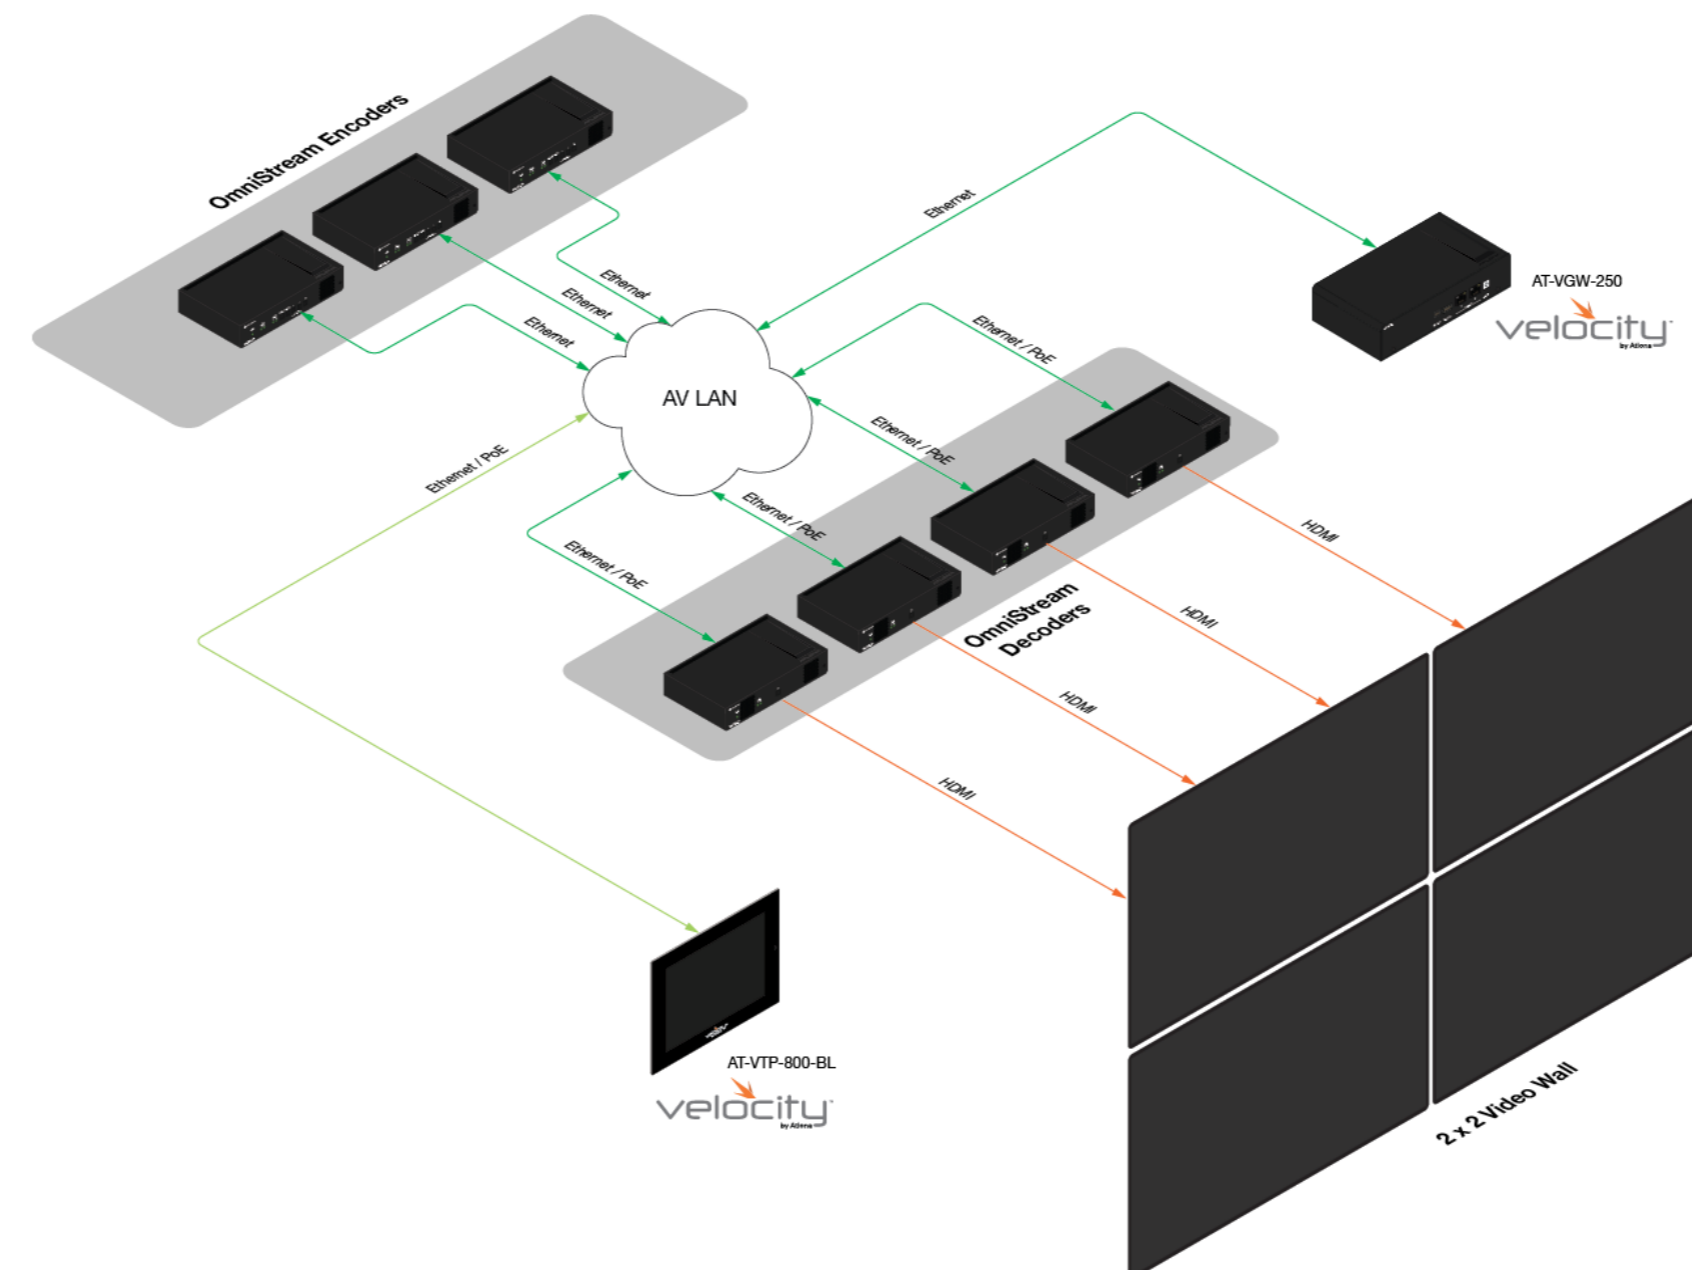 OmniStream Encoders
Ethernet
Ethernet
Ethernet
Ethernet
AT-VGW-250
velocity™
by Atlona
AV LAN
Ethernet / PoE
Ethernet / PoE
Ethernet / PoE
Ethernet / PoE
Ethernet / PoE
OmniStream
Decoders
HDMI
HDMI
HDMI
HDMI
AT-VTP-800-BL
velocity™
by Atlona
2 x 2 Video Wall